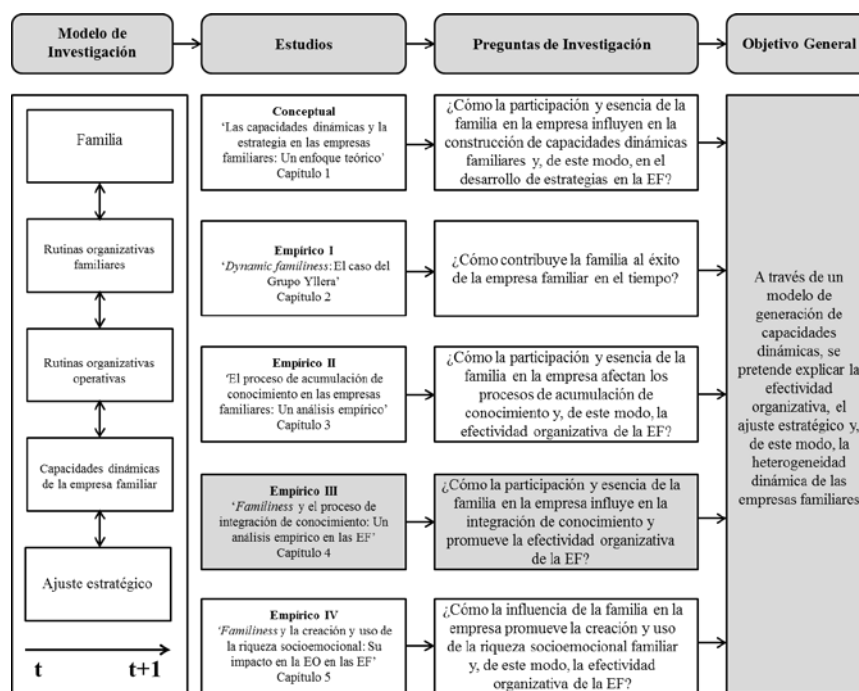 Modelo de
Investigación
Estudios
Preguntas de Investigación
Objetivo General
Familia
Rutinas organizativas
familiares
Rutinas organizativas
operativas
Capacidades dinámicas
de la empresa familiar
Ajuste estratégico
t
t+1
Conceptual
‘Las capacidades dinámicas y la
estrategia en las empresas
familiares: Un enfoque teórico’
Capítulo 1
¿Cómo la participación y esencia de la
familia en la empresa influyen en la
construcción de capacidades dinámicas
familiares y, de este modo, en el
desarrollo de estrategias en la EF?
Empírico I
‘Dynamic familiness: El caso del
Grupo Yllera’
Capítulo 2
¿Cómo contribuye la familia al éxito
de la empresa familiar en el tiempo?
Empírico II
‘El proceso de acumulación de
conocimiento en las empresas
familiares: Un análisis empírico’
Capítulo 3
¿Cómo la participación y esencia de la
familia en la empresa afectan los
procesos de acumulación de
conocimiento y, de este modo, la
efectividad organizativa de la EF?
Empírico III
‘Familiness y el proceso de
integración de conocimiento: Un
análisis empírico en las EF’
Capítulo 4
¿Cómo la participación y esencia de la
familia en la empresa influye en la
integración de conocimiento y
promueve la efectividad organizativa
de la EF?
Empírico IV
‘Familiness y la creación y uso de
la riqueza socioemocional: Su
impacto en la EO en las EF’
Capítulo 5
¿Cómo la influencia de la familia en la
empresa promueve la creación y uso
de la riqueza socioemocional familiar
y, de este modo, la efectividad
organizativa de la EF?
A través de un
modelo de
generación de
capacidades
dinámicas, se
pretende explicar la
efectividad
organizativa, el
ajuste estratégico y,
de este modo, la
heterogeneidad
dinámica de las
empresas familiares